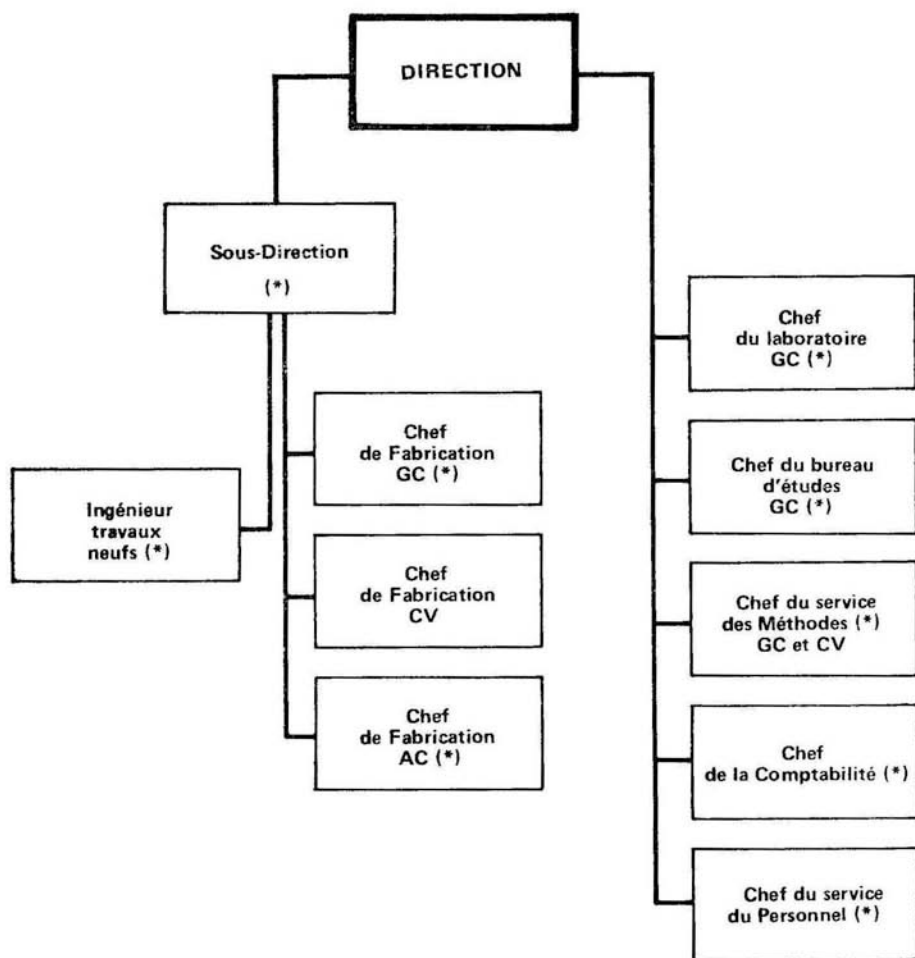 DIRECTION
Sous-Direction
(*)
Ingénieur
travaux
neufs (*)
Chef
de Fabrication
GC (*)
Chef
de Fabrication
CV
Chef
de Fabrication
AC (*)
Chef
du laboratoire
GC (*)
Chef du bureau
d'études
GC (*)
Chef du service
des Méthodes (*)
GC et CV
Chef
de la Comptabilité (*)
Chef du service
du Personnel (*)